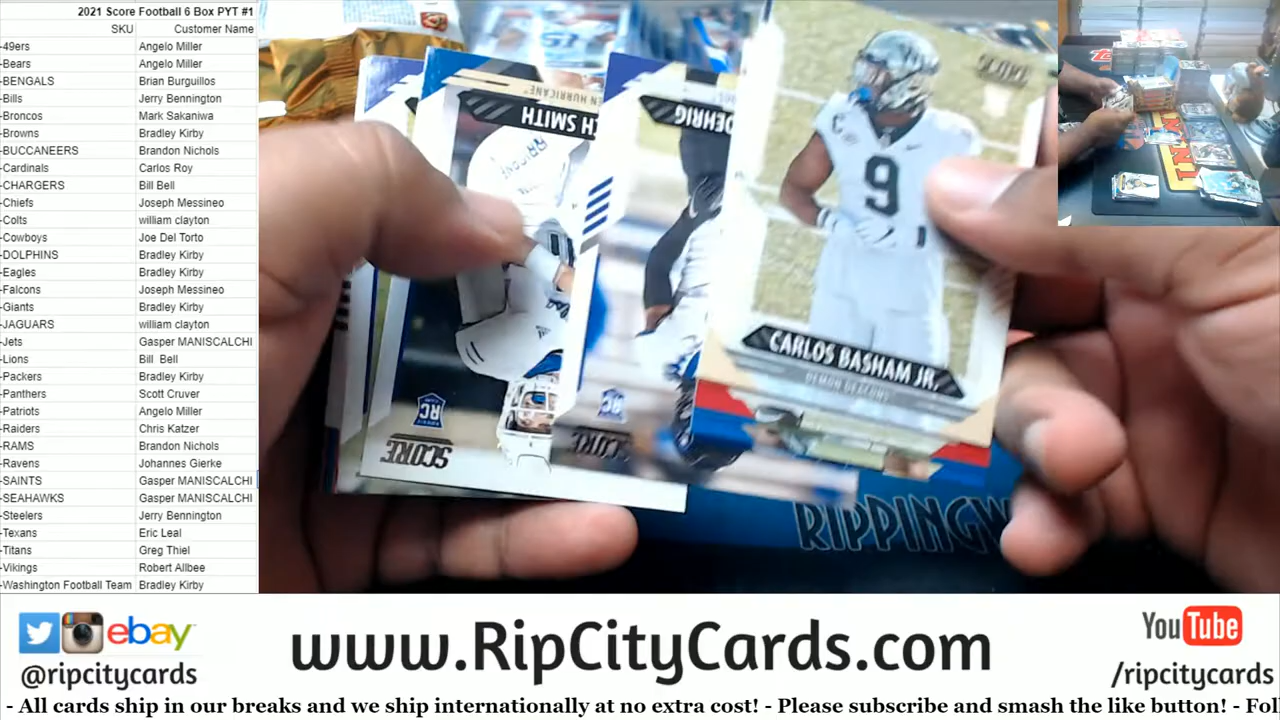 2021 Score Football 6 Box PYT #1
SKU Customer Name
-49ers Angelo Miller
-Bears Angelo Miller
-BENGALS Brian Burguillos
-Bills Jerry Bennington
-Broncos Mark Sakaniwa
-Browns Bradley Kirby
-BUCCANEERS Brandon Nichols
-Cardinals Carlos Roy
-CHARGERS Bill Bell
-Chiefs Joseph Messineo
-Colts william clayton
-Cowboys Joe Del Torto
-DOLPHINS Bradley Kirby
-Eagles Bradley Kirby
-Falcons Joseph Messineo
-Giants Bradley Kirby
-JAGUARS william clayton
-Jets Gasper MANISCALCHI
-Lions Bill Bell
-Packers Bradley Kirby
-Panthers Scott Cruver
-Patriots Angelo Miller
-Raiders Chris Katzer
-RAMS Brandon Nichols
-Ravens Johannes Gierke
-SAINTS Gasper MANISCALCHI
-SEAHAWKS Gasper MANISCALCHI
-Steelers Jerry Bennington
-Texans Eric Leal
-Titans Greg Thiel
-Vikings Robert Allbee
-Washington Football Team Bradley Kirby
SCORE
9
CARLOS BASHAM JR.
DEMON DEACONS
EHRIG
SMITH
EN HURRICANE
RC
SCORE
RC
SCORE
RIPPINGW
ebay
@ripcitycards
www.RipCityCards.com
YouTube
/ripcitycards
- All cards ship in our breaks and we ship internationally at no extra cost! - Please subscribe and smash the like button! - Fol